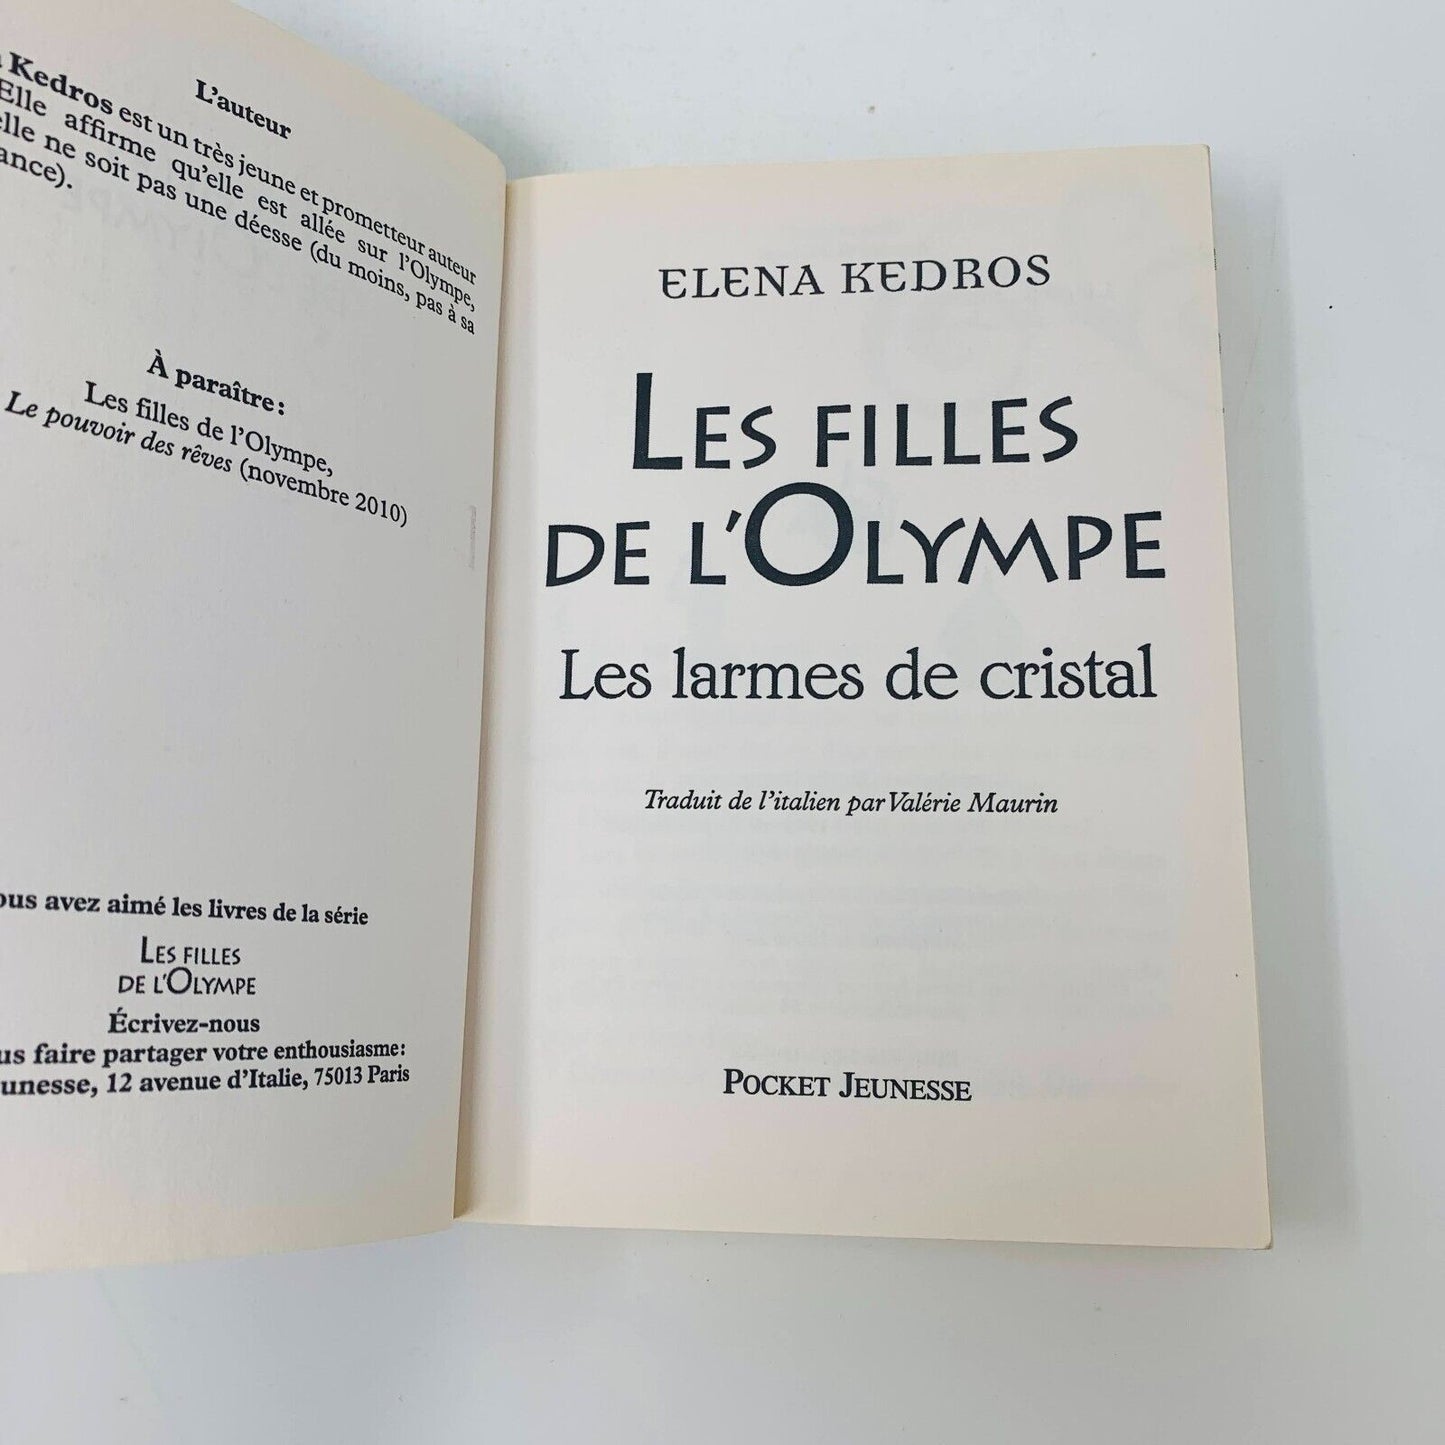 L'auteur
Kedros est un très jeune et prometteur auteur
Elle affirme qu'elle est allée sur l'Olympe,
elle ne soit pas une déesse (du moins, pas à sa
ance).
À paraître :
Les filles de l'Olympe,
Le pouvoir des rêves (novembre 2010)
ous avez aimé les livres de la série
LES FILLES
DE L'OLYMPE
Écrivez-nous
us faire partager votre enthousiasme :
unesse, 12 avenue d'Italie, 75013 Paris
ELENA KEDROS
LES FILLES
DE L'OLYMPE
Les larmes de cristal
Traduit de l'italien par Valérie Maurin
POCKET JEUNESSE